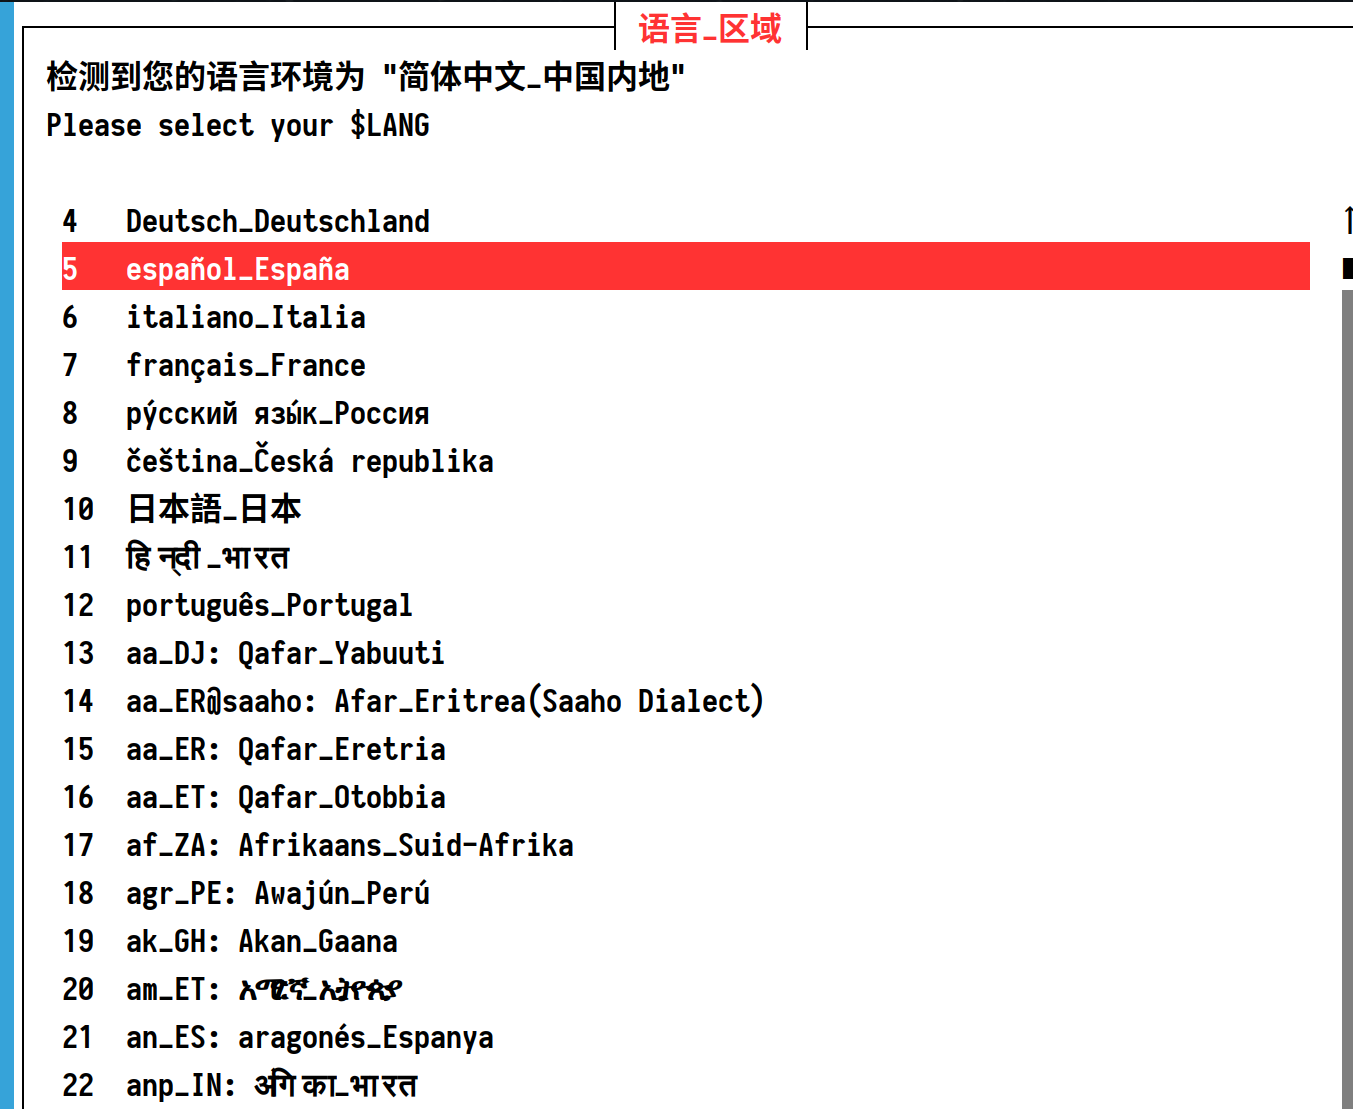 语言_区域
检测到您的语言环境为 "简体中文_中国内地"
Please select your $LANG
4 Deutsch_Deutschland
5 español_España
6 italiano_Italia
7 français_France
8 ру́сский язы́к_Россия
9 čeština_Česká republika
10 日本語_日本
11 हिन्दी_भारत
12 português_Portugal
13 aa_DJ: Qafar_Yabuuti
14 aa_ER@saaho: Afar_Eritrea(Saaho Dialect)
15 aa_ER: Qafar_Eretria
16 aa_ET: Qafar_Otobbia
17 af_ZA: Afrikaans_Suid-Afrika
18 agr_PE: Awajún_Perú
19 ak_GH: Akan_Gaana
20 am_ET: አማርኛ_ኢትዮጵያ
21 an_ES: aragonés_Espanya
22 anp_IN: अंगिका_भारत